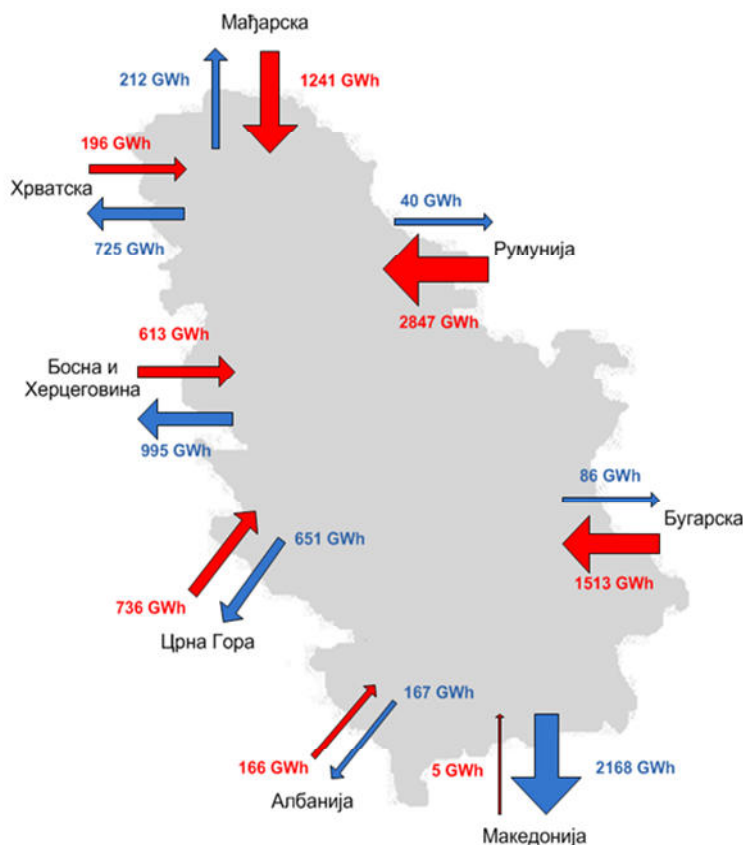 Мађарска
212 GWh
1241 GWh
196 GWh
Хрватска
725 GWh
40 GWh
Румунија
2847 GWh
613 GWh
Босна и
Херцеговина
995 GWh
86 GWh
Бугарска
1513 GWh
651 GWh
736 GWh
Црна Гора
167 GWh
166 GWh
Албанија
5 GWh
2168 GWh
Македонија